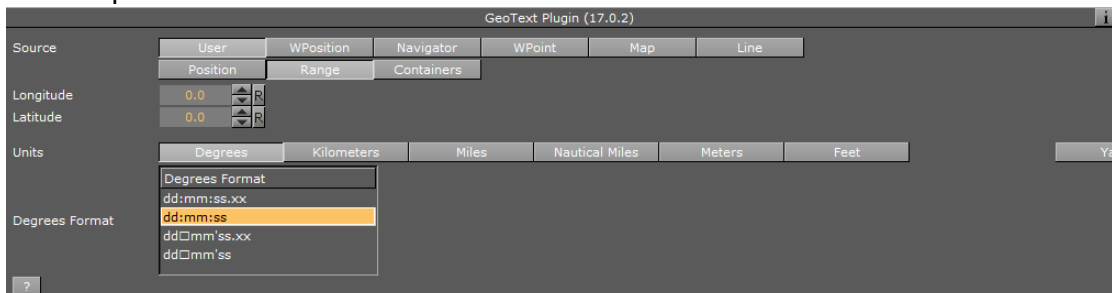 GeoText Plugin (17.0.2) i
Source User WPosition Navigator WPoint Map Line
Position Range Containers
Longitude 0.0 R
Latitude 0.0 R
Units Degrees Kilometers Miles Nautical Miles Meters Feet
Degrees Format
dd:mm:ss.xx
Degrees Format dd:mm:ss
dd□mm'ss.xx
dd□mm'ss
?